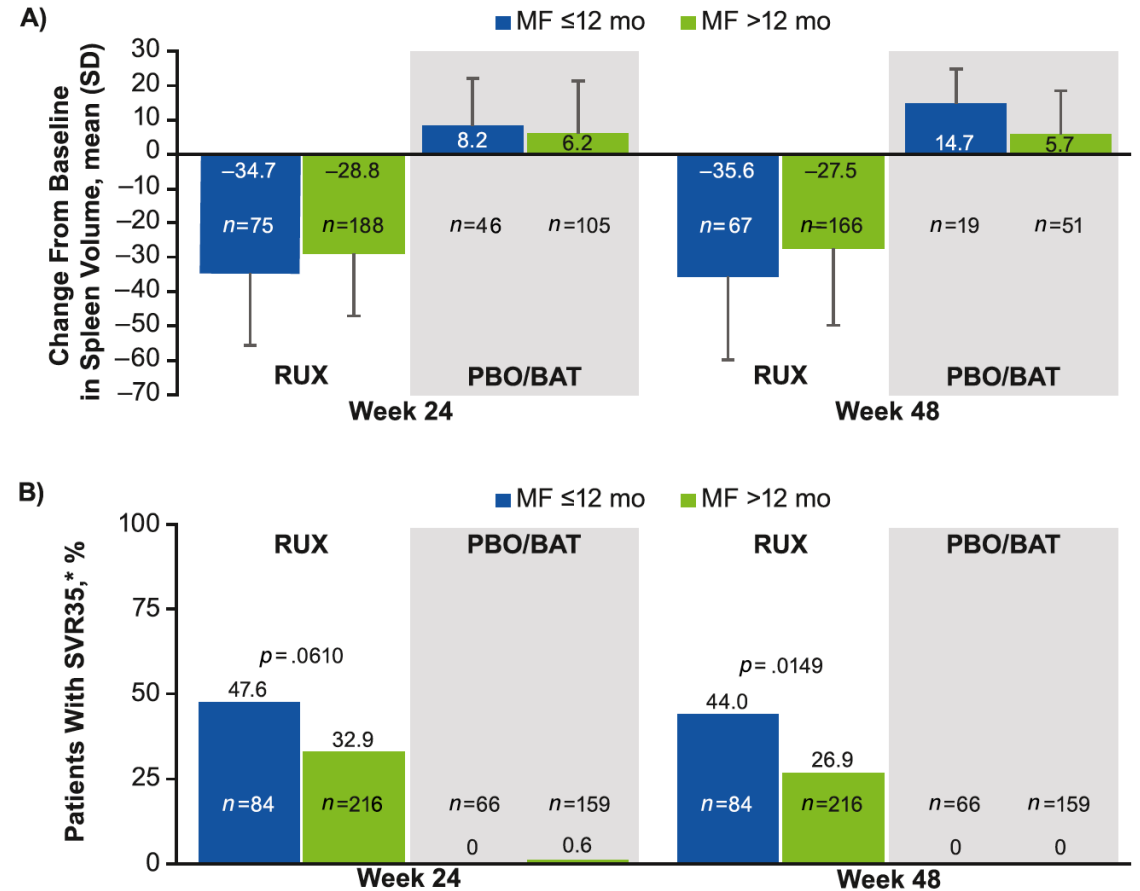 A)
MF ≤12 mo MF >12 mo
Change From Baseline
in Spleen Volume, mean (SD)
30
20
10
0
–10
–20
–30
–40
–50
–60
–70
8.2 6.2 14.7 5.7
–34.7 –28.8 –35.6 –27.5
n=75 n=188 n=46 n=105 n=67 n=166 n=19 n=51
RUX PBO/BAT RUX PBO/BAT
Week 24 Week 48
B)
MF ≤12 mo MF >12 mo
Patients With SVR35,* %
100
75
50
25
0
RUX PBO/BAT RUX PBO/BAT
p= .0610 p= .0149
47.6 32.9 44.0 26.9
n=84 n=216 n=66 n=159 n=84 n=216 n=66 n=159
0 0.6 0 0
Week 24 Week 48